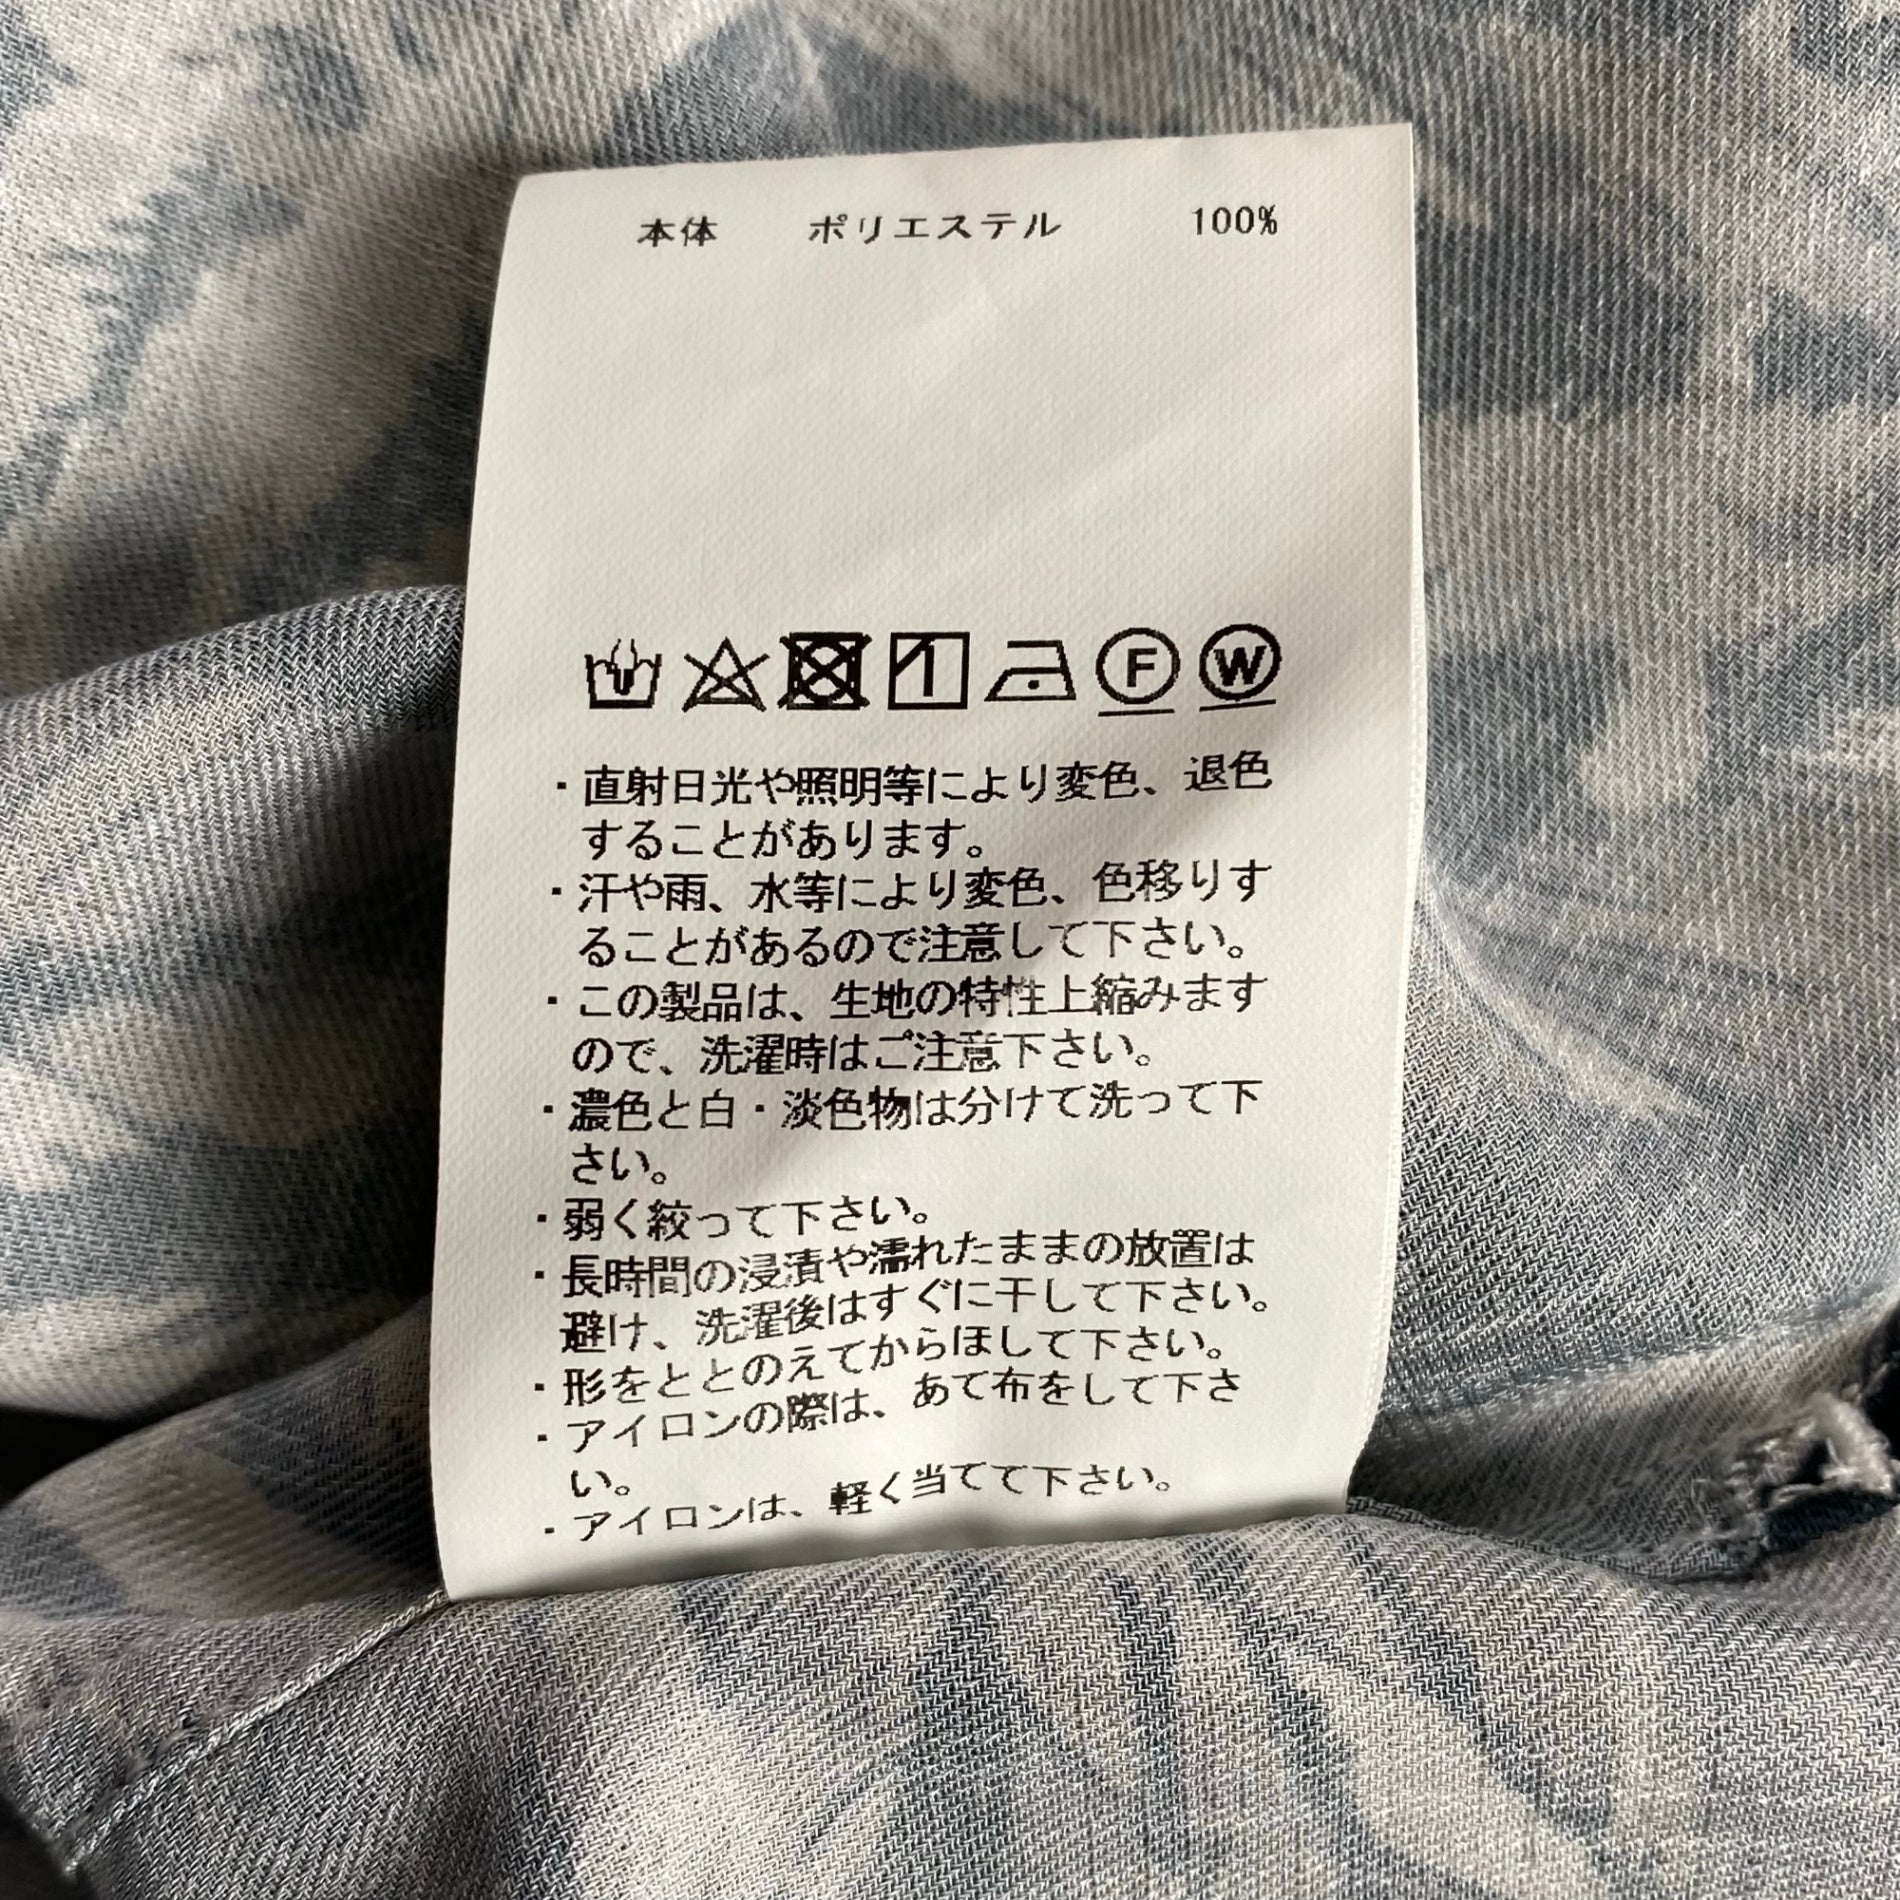 本体 ポリエステル 100%
F W
・直射日光や照明等により変色、退色
することがあります。
・汗や雨、水等により変色、色移りす
ることがあるので注意して下さい。
・この製品は、生地の特性上縮みます
ので、洗濯時はご注意下さい。
・濃色と白・淡色物は分けて洗って下
さい。
・弱く絞って下さい。
・長時間の浸漬や濡れたままの放置は
避け、洗濯後はすぐに干して下さい。
・形をととのえてからほして下さい。
・アイロンの際は、あて布をして下さ
い。
・アイロンは、軽く当てて下さい。